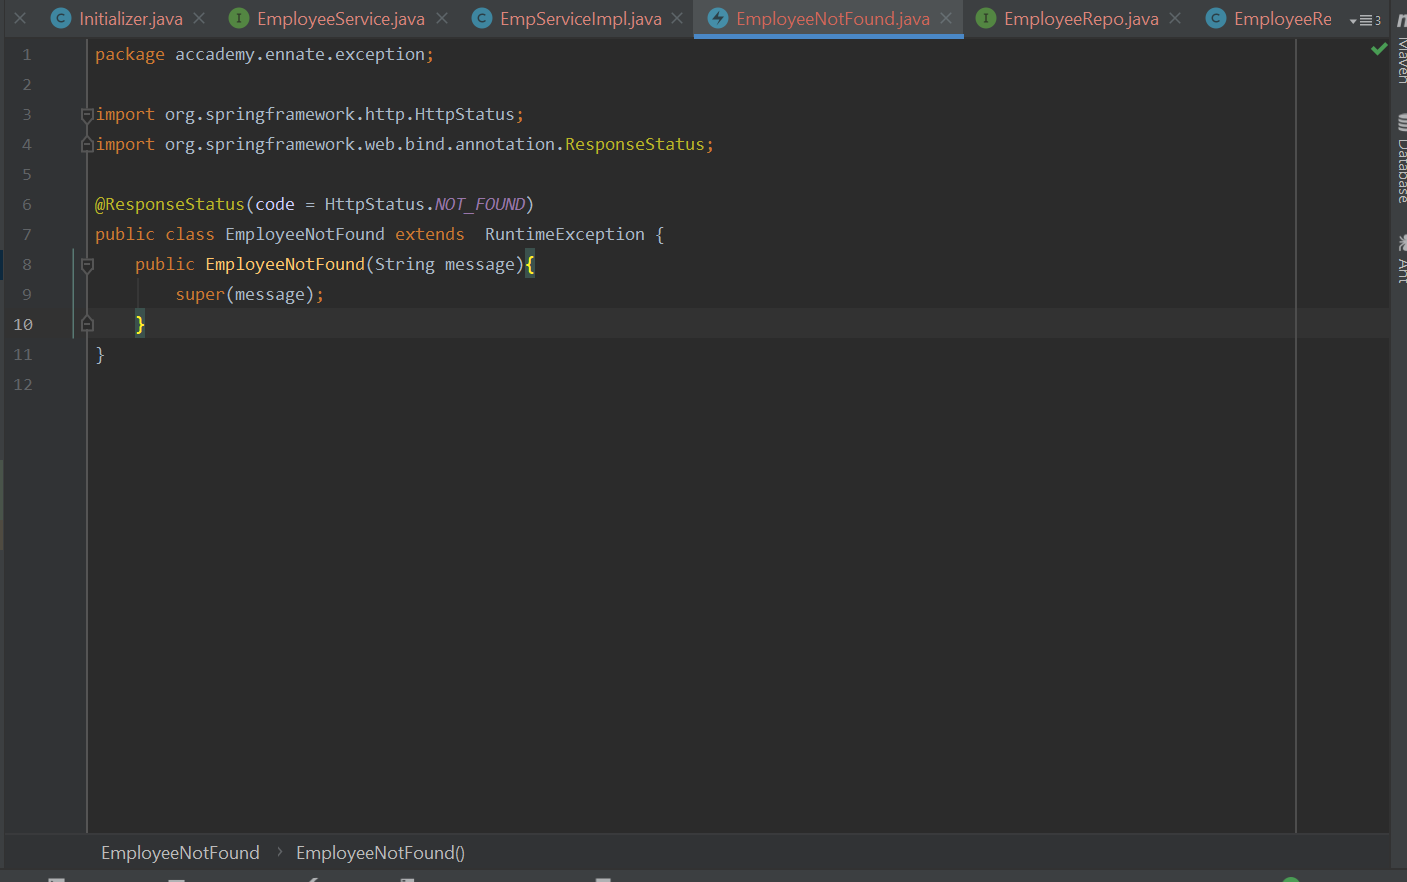 Initializer.java EmployeeService.java EmpServiceImpl.java EmployeeNotFound.java EmployeeRepo.java EmployeeRe 3
1 package accademy.ennate.exception;
2
3 import org.springframework.http.HttpStatus;
4 import org.springframework.web.bind.annotation.ResponseStatus;
5
6 @ResponseStatus(code = HttpStatus.NOT_FOUND)
7 public class EmployeeNotFound extends  RuntimeException {
8     public EmployeeNotFound(String message){
9         super(message);
10     }
11 }
12
Maven
Database
Ant
EmployeeNotFound › EmployeeNotFound()